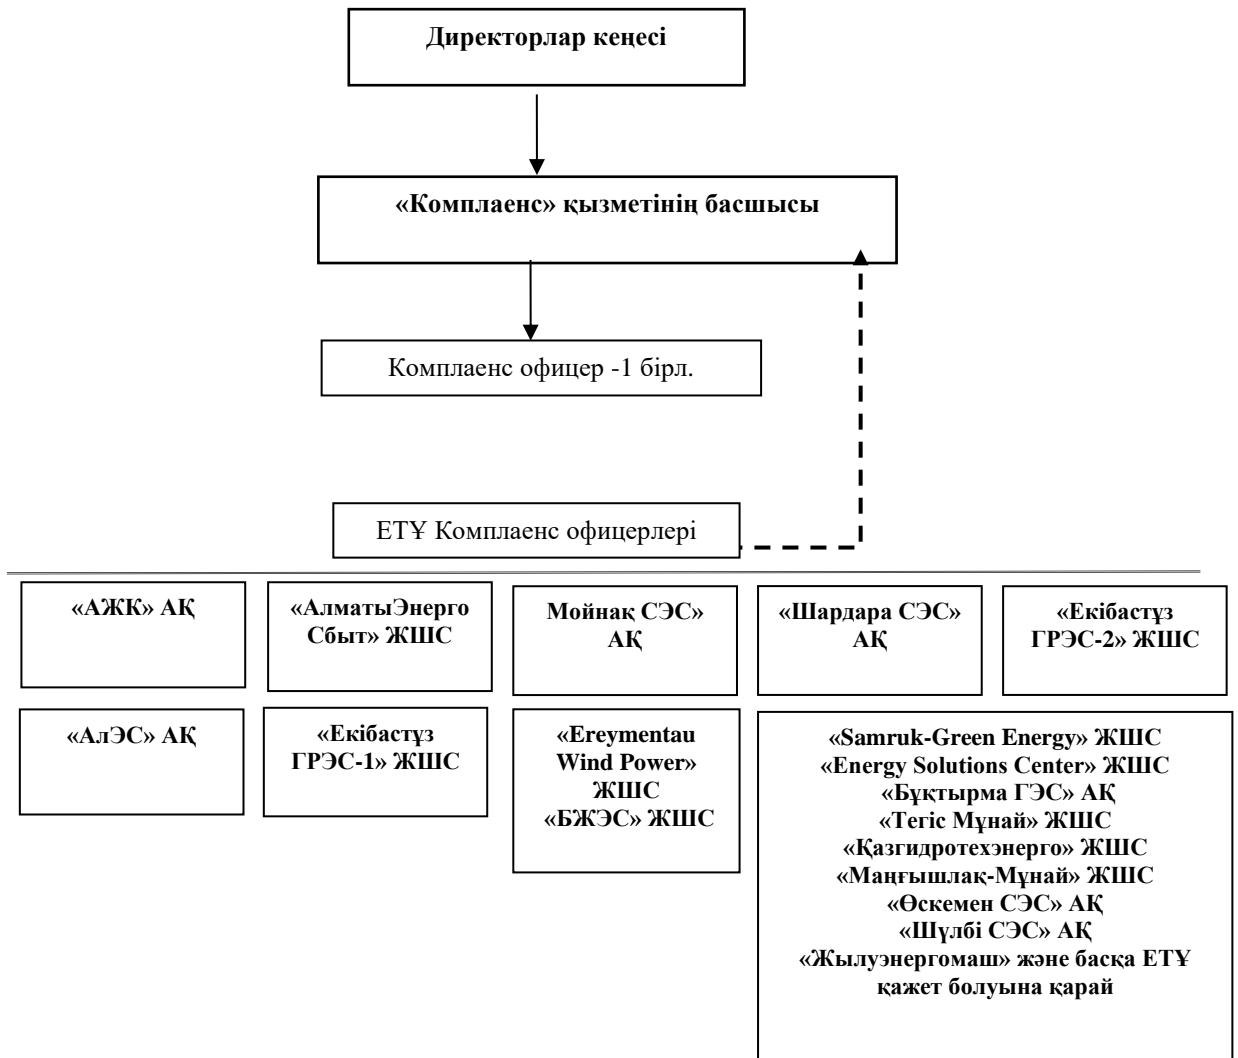 Директорлар кеңесі
«Комплаенс» қызметінің басшысы
Комплаенс офицер -1 бірл.
ЕТҰ Комплаенс офицерлері
«АЖК» АҚ
«АлматыЭнерго
Сбыт» ЖШС
Мойнақ СЭС»
АҚ
«Шардара СЭС»
АҚ
«Екібастұз
ГРЭС-2» ЖШС
«АлЭС» АҚ
«Екібастұз
ГРЭС-1» ЖШС
«Ereymentau
Wind Power»
ЖШС
«БЖЭС» ЖШС
«Samruk-Green Energy» ЖШС
«Energy Solutions Center» ЖШС
«Бұқтырма ГЭС» АҚ
«Тегіс Мұнай» ЖШС
«Қазгидротехэнерго» ЖШС
«Маңғышлақ-Мұнай» ЖШС
«Өскемен СЭС» АҚ
«Шүлбі СЭС» АҚ
«Жылуэнергомаш» және басқа ЕТҰ
қажет болуына қарай